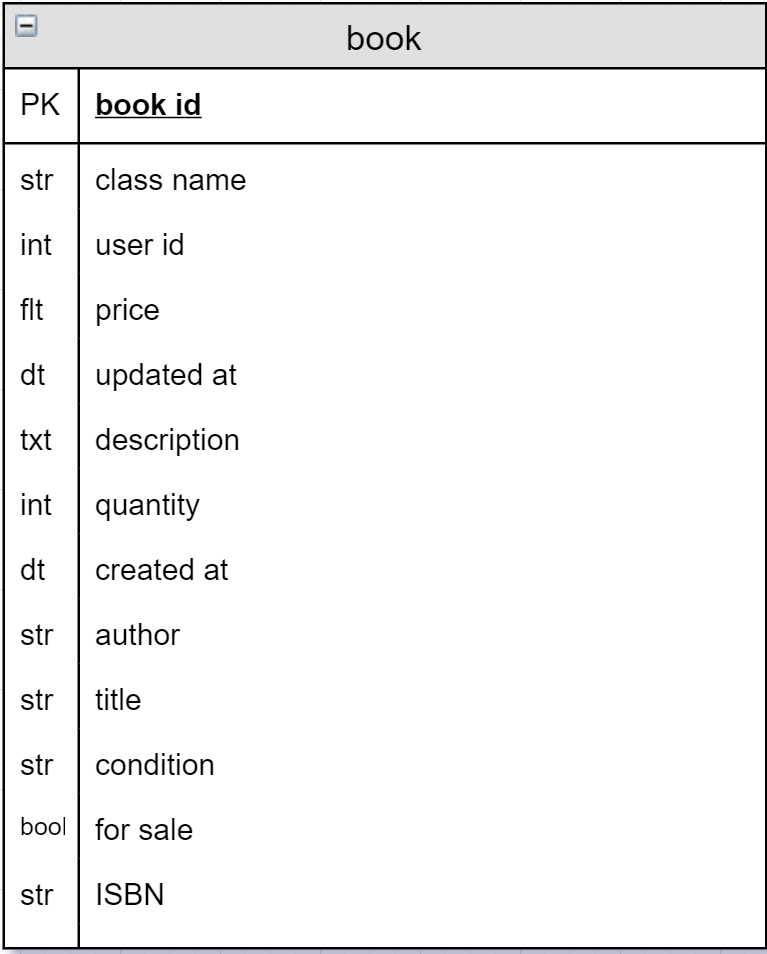 book
PK book id
str class name
int user id
flt price
dt updated at
txt description
int quantity
dt created at
str author
str title
str condition
bool for sale
str ISBN